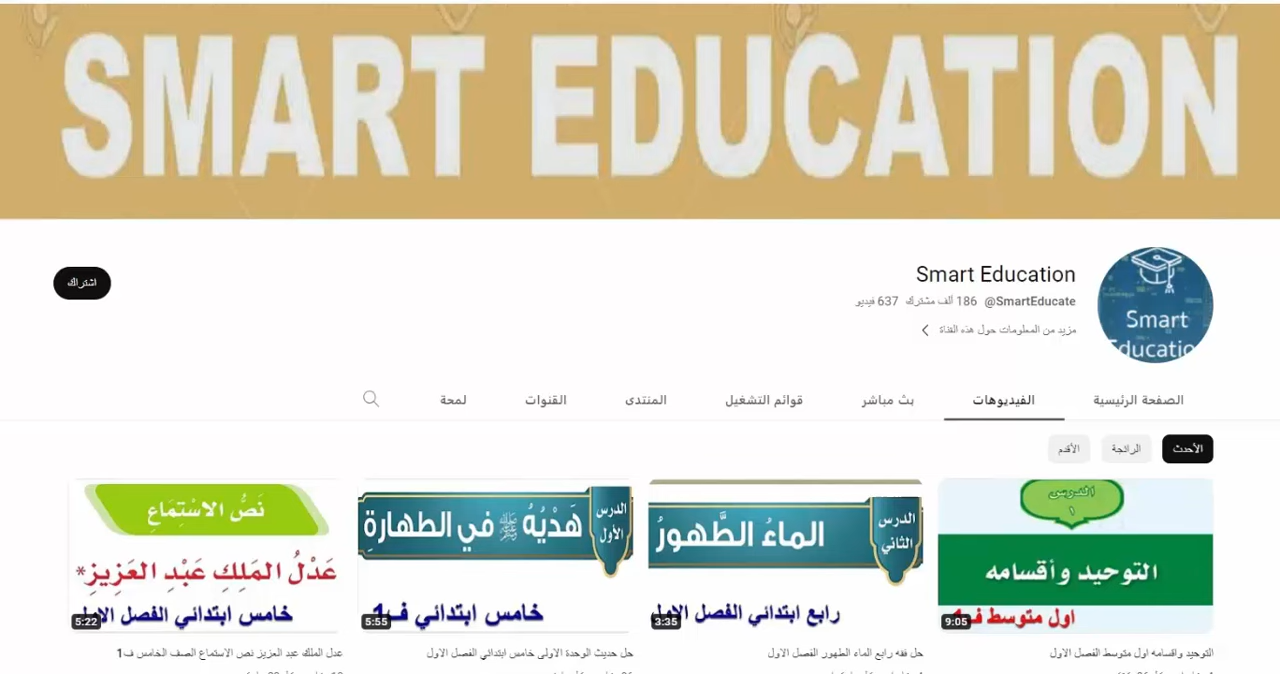 SMART EDUCATION
Smart Education
@SmartEducate 186 ألف مشترك 637 فيديو
مزيد من المعلومات حول هذه القناة
Smart
Education
اشتراك
الصفحة الرئيسية
الفيديوهات
بث مباشر
قوائم التشغيل
المنتدى
القنوات
لمحة
الأحدث
الرائجة
الأقدم
الدرس
١
التوحيد وأقسامه
اول متوسط ف1
9:05
التوحيد واقسامه اول متوسط الفصل الاول
الدرس
الثاني
الماءُ الطَّهورُ
رابع ابتدائي الفصل الاول
3:35
حل فقه رابع الماء الطهور الفصل الاول
الدرس
الأول
هَدْيُهُ ﷺ في الطهارةِ
خامس ابتدائي ف1
5:55
حل حديث الوحدة الاولى خامس ابتدائي الفصل الاول
نَصُّ الاسْتِمَاعِ
عَدْلُ المَلِكِ عَبْدِ العَزِيزِ*
خامس ابتدائي الفصل الاول
5:22
عدل الملك عبد العزيز نص الاستماع الصف الخامس ف1